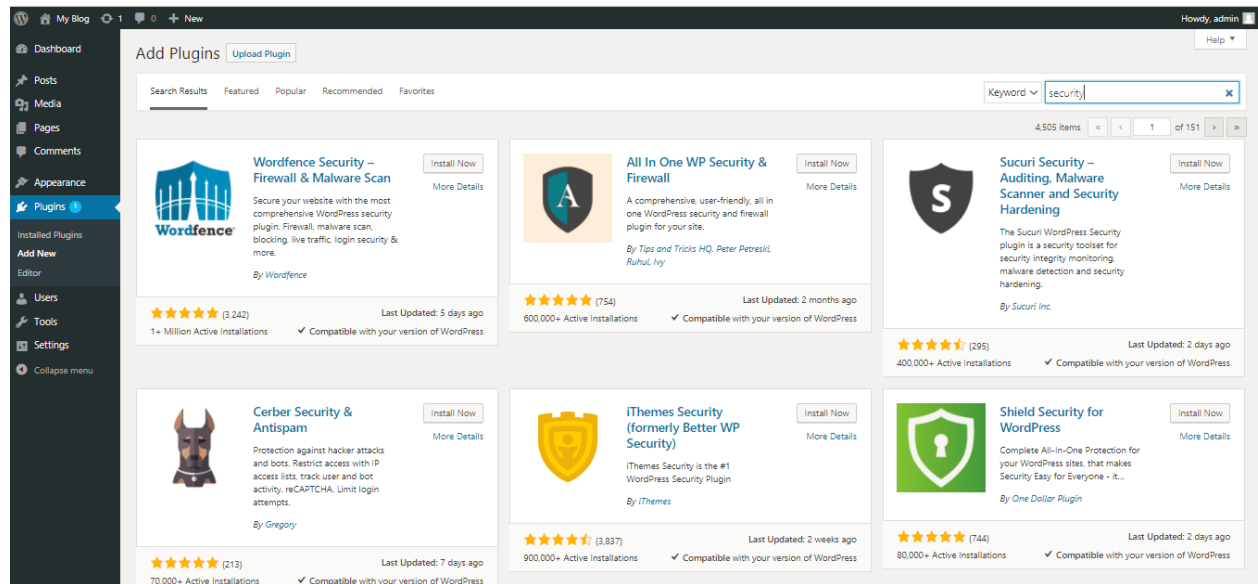 My Blog 1 0 + New Howdy, admin
Help ▼
Dashboard
Posts
Media
Pages
Comments
Appearance
Plugins 1
Installed Plugins
Add New
Editor
Users
Tools
Settings
Collapse menu
Add Plugins Upload Plugin
Search Results Featured Popular Recommended Favorites
Keyword security
4,505 items « ‹ 1 of 151 › »
Wordfence
Wordfence Security –
Firewall & Malware Scan
Install Now
More Details
Secure your website with the most
comprehensive WordPress security
plugin. Firewall, malware scan,
blocking, live traffic, login security &
more.
By Wordfence
(3,242)
Last Updated: 5 days ago
1+ Million Active Installations
✓ Compatible with your version of WordPress
A
All In One WP Security &
Firewall
Install Now
More Details
A comprehensive, user-friendly, all in
one WordPress security and firewall
plugin for your site.
By Tips and Tricks HQ, Peter Petreski,
Ruhul, Ivy
(754)
Last Updated: 2 months ago
600,000+ Active Installations
✓ Compatible with your version of WordPress
S
Sucuri Security –
Auditing, Malware
Scanner and Security
Hardening
Install Now
More Details
The Sucuri WordPress Security
plugin is a security toolset for
security integrity monitoring,
malware detection and security
hardening.
By Sucuri Inc.
(295)
Last Updated: 2 days ago
400,000+ Active Installations
✓ Compatible with your version of WordPress
Cerber Security &
Antispam
Install Now
More Details
Protection against hacker attacks
and bots. Restrict access with IP
access lists, track user and bot
activity, reCAPTCHA. Limit login
attempts.
By Gregory
(213)
Last Updated: 7 days ago
70,000+ Active Installations
✓ Compatible with your version of WordPress
iThemes Security
(formerly Better WP
Security)
Install Now
More Details
iThemes Security is the #1
WordPress Security Plugin
By iThemes
(3,837)
Last Updated: 2 weeks ago
900,000+ Active Installations
✓ Compatible with your version of WordPress
Shield Security for
WordPress
Install Now
More Details
Complete All-In-One Protection for
your WordPress sites, that makes
Security Easy for Everyone - it...
By One Dollar Plugin
(744)
Last Updated: 2 days ago
80,000+ Active Installations
✓ Compatible with your version of WordPress